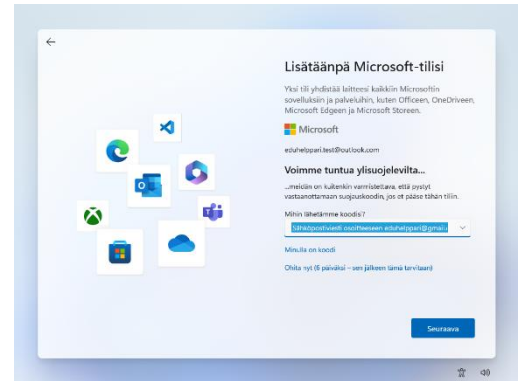 Lisätäänpä Microsoft-tilisi
Yksi tili yhdistää laitteesi kaikkiin Microsoftin
sovelluksiin ja palveluihin, kuten Officeen, OneDriveen,
Microsoft Edgeen ja Microsoft Storeen.
Microsoft
eduhelppari.test@outlook.com
Voimme tuntua ylisuojelevilta...
...meidän on kuitenkin varmistettava, että pystyt
vastaanottamaan suojauskoodin, jos et pääse tähän tiliin.
Mihin lähetämme koodisi?
Sähköpostiviesti osoitteeseen eduhelppari@gmail.c
Minulla on koodi
Ohita nyt (6 päiväksi – sen jälkeen tämä tarvitaan)
Seuraava